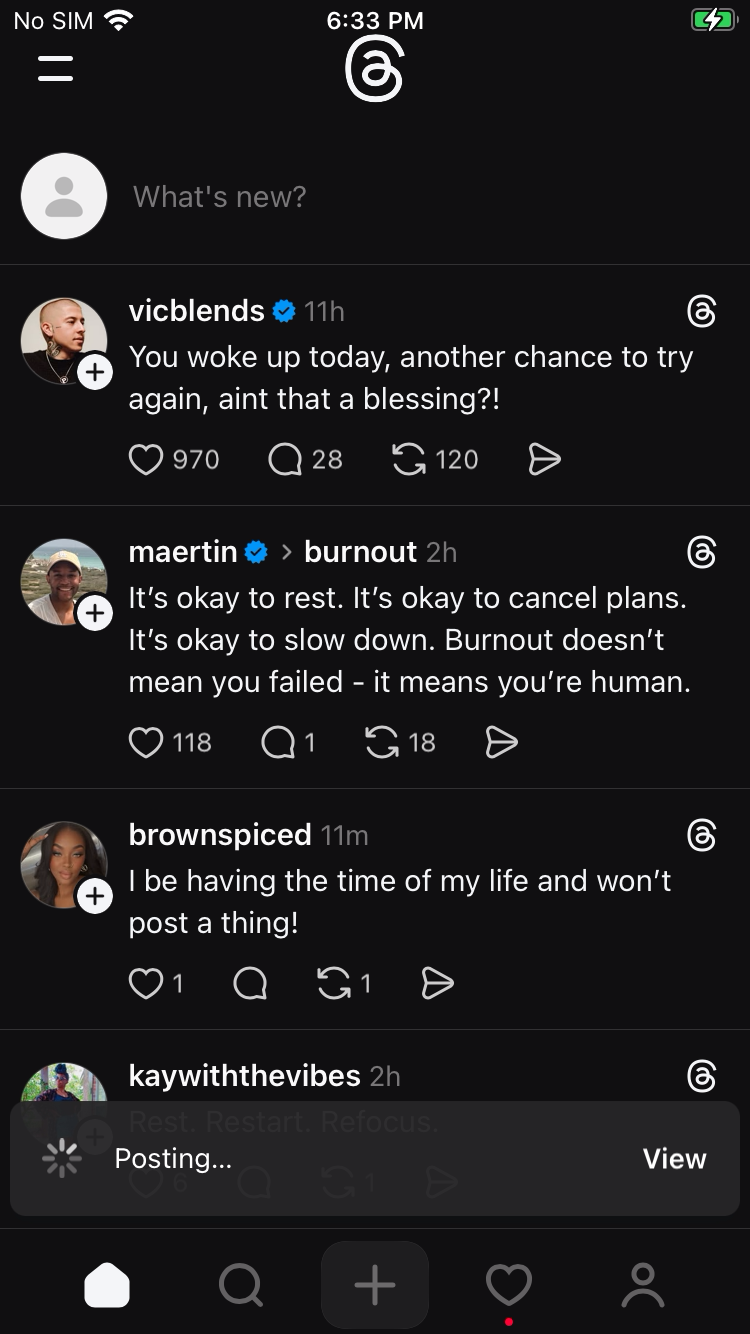 No SIM 6:33 PM
What's new?
vicblends 11h
You woke up today, another chance to try
again, aint that a blessing?!
970 28 120
maertin > burnout 2h
It’s okay to rest. It’s okay to cancel plans.
It’s okay to slow down. Burnout doesn’t
mean you failed - it means you’re human.
118 1 18
brownspiced 11m
I be having the time of my life and won’t
post a thing!
1 1
kaywiththevibes 2h
Rest. Restart. Refocus.
Posting... View
6 1